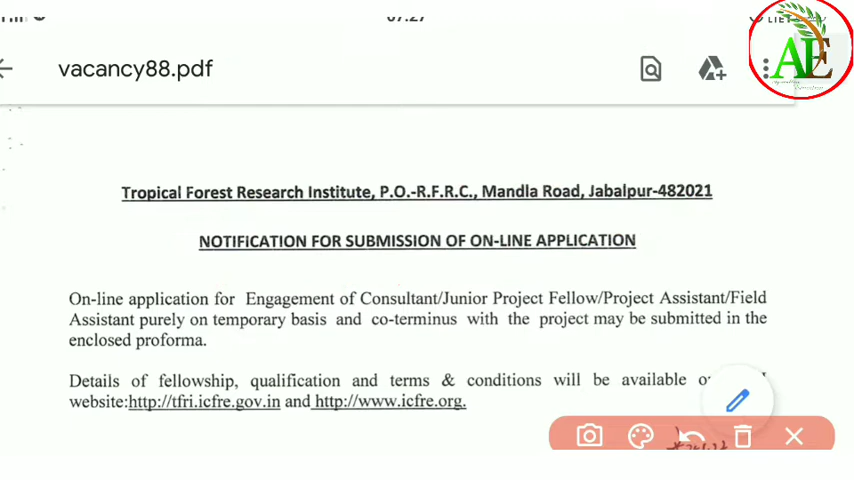 07:27
vacancy88.pdf
AE
Tropical Forest Research Institute, P.O.-R.F.R.C., Mandla Road, Jabalpur-482021
NOTIFICATION FOR SUBMISSION OF ON-LINE APPLICATION
On-line application for Engagement of Consultant/Junior Project Fellow/Project Assistant/Field
Assistant purely on temporary basis and co-terminus with the project may be submitted in the
enclosed proforma.
Details of fellowship, qualification and terms & conditions will be available
website:http://tfri.icfre.gov.in and http://www.icfre.org.